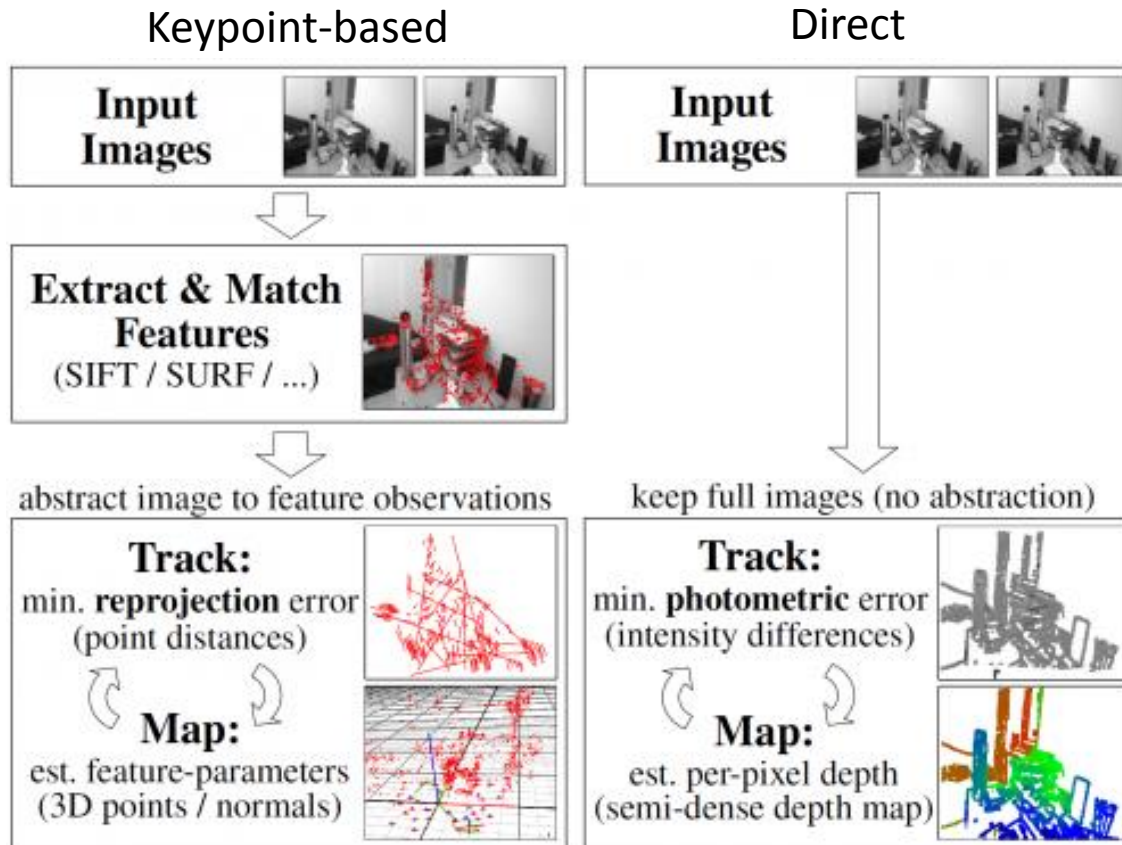 Keypoint-based
Input
Images
Extract & Match
Features
(SIFT / SURF / ...)
abstract image to feature observations
Track:
min. reprojection error
(point distances)
Map:
est. feature-parameters
(3D points / normals)
Direct
Input
Images
keep full images (no abstraction)
Track:
min. photometric error
(intensity differences)
Map:
est. per-pixel depth
(semi-dense depth map)